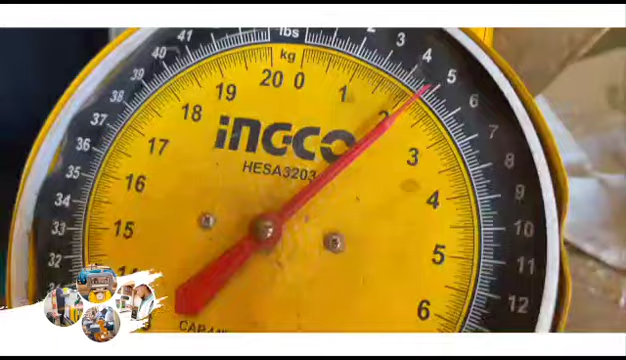 41 lbs 2
40 kg 3 4
39 20 0 5
38 19 1 6
37 18 2 7
36 17 INGCO 3 8
35 16 HESA3203 4 9
34 10
33 15 5 11
32 6 12